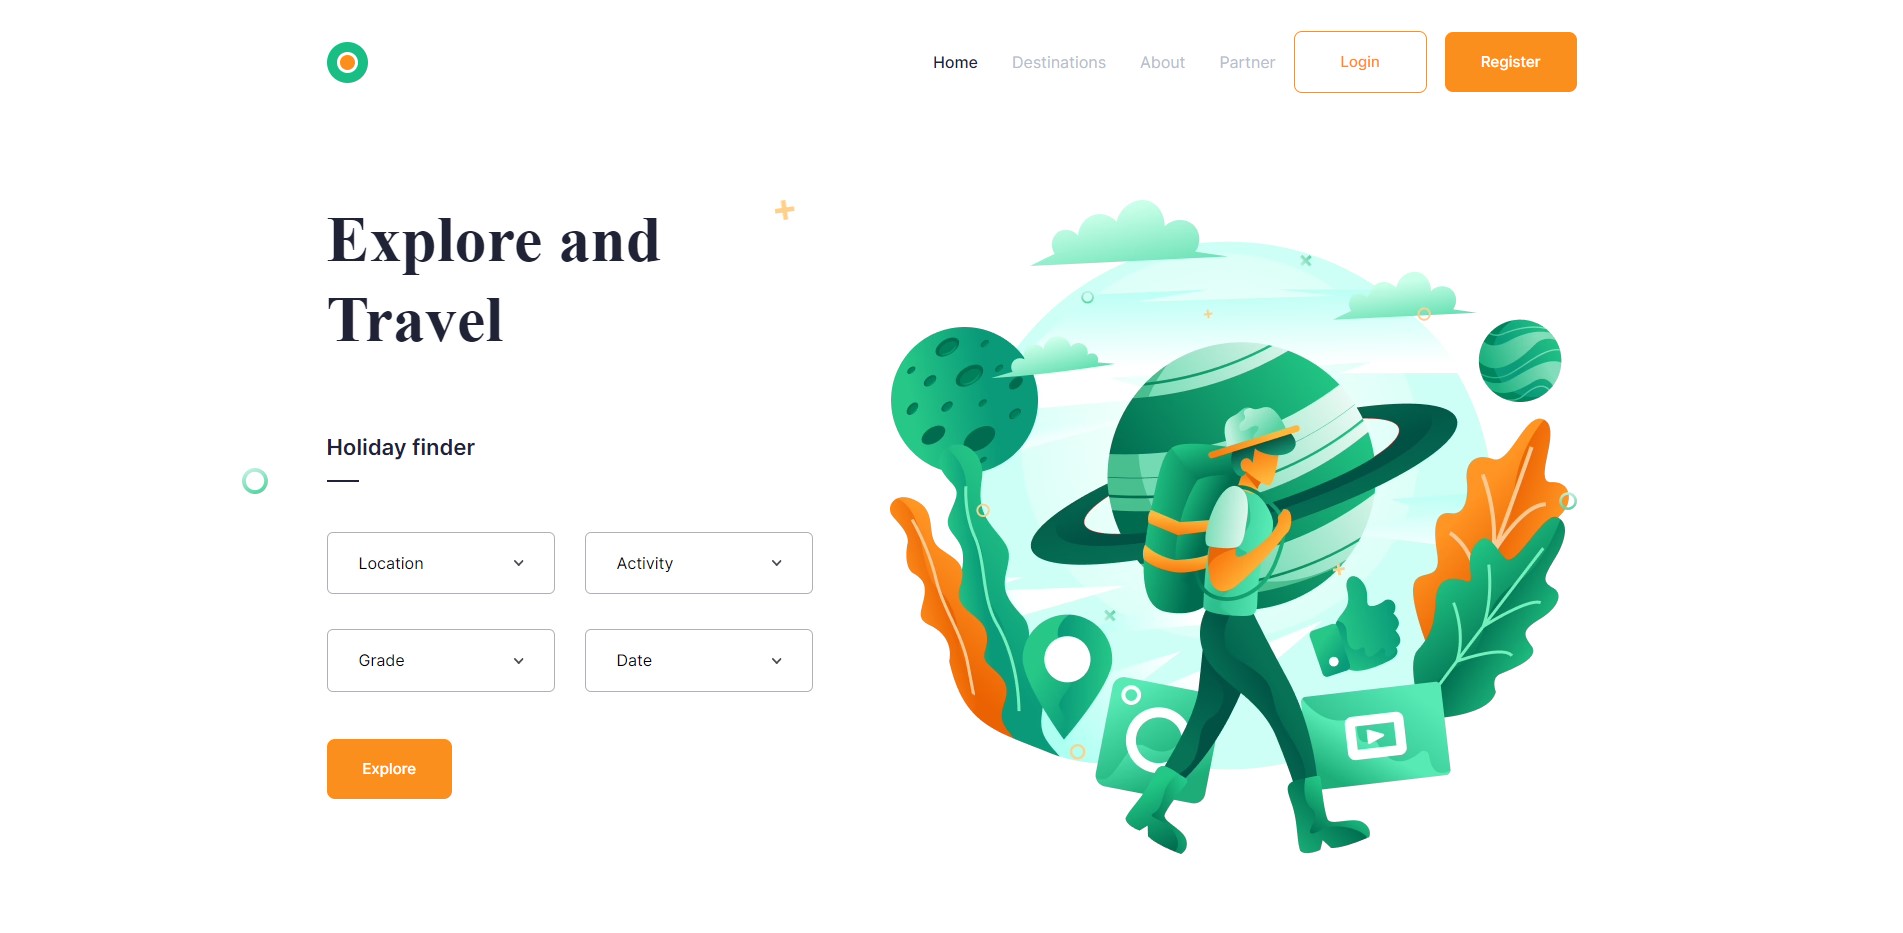 Home Destinations About Partner Login Register
Explore and
Travel
Holiday finder
Location Activity
Grade Date
Explore